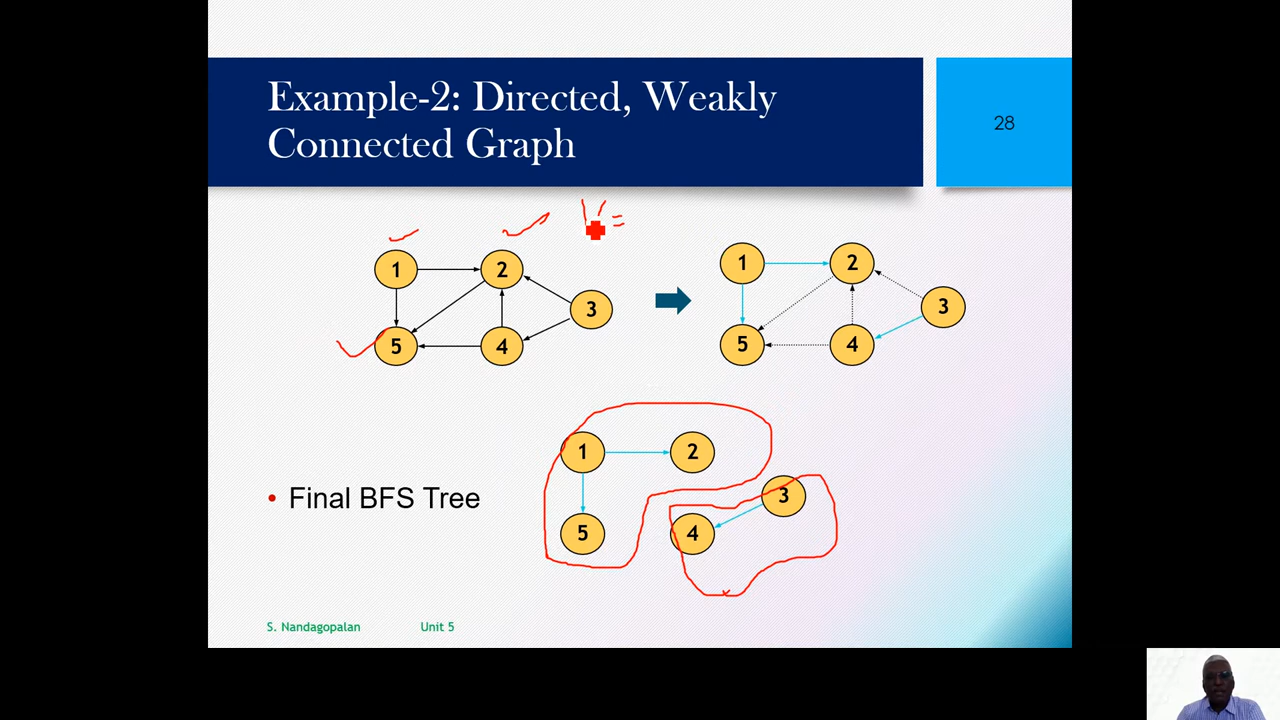 Example-2: Directed, Weakly
Connected Graph
28
V =
1 2
3
5 4
1 2
3
5 4
1 2
3
5 4
• Final BFS Tree
S. Nandagopalan Unit 5